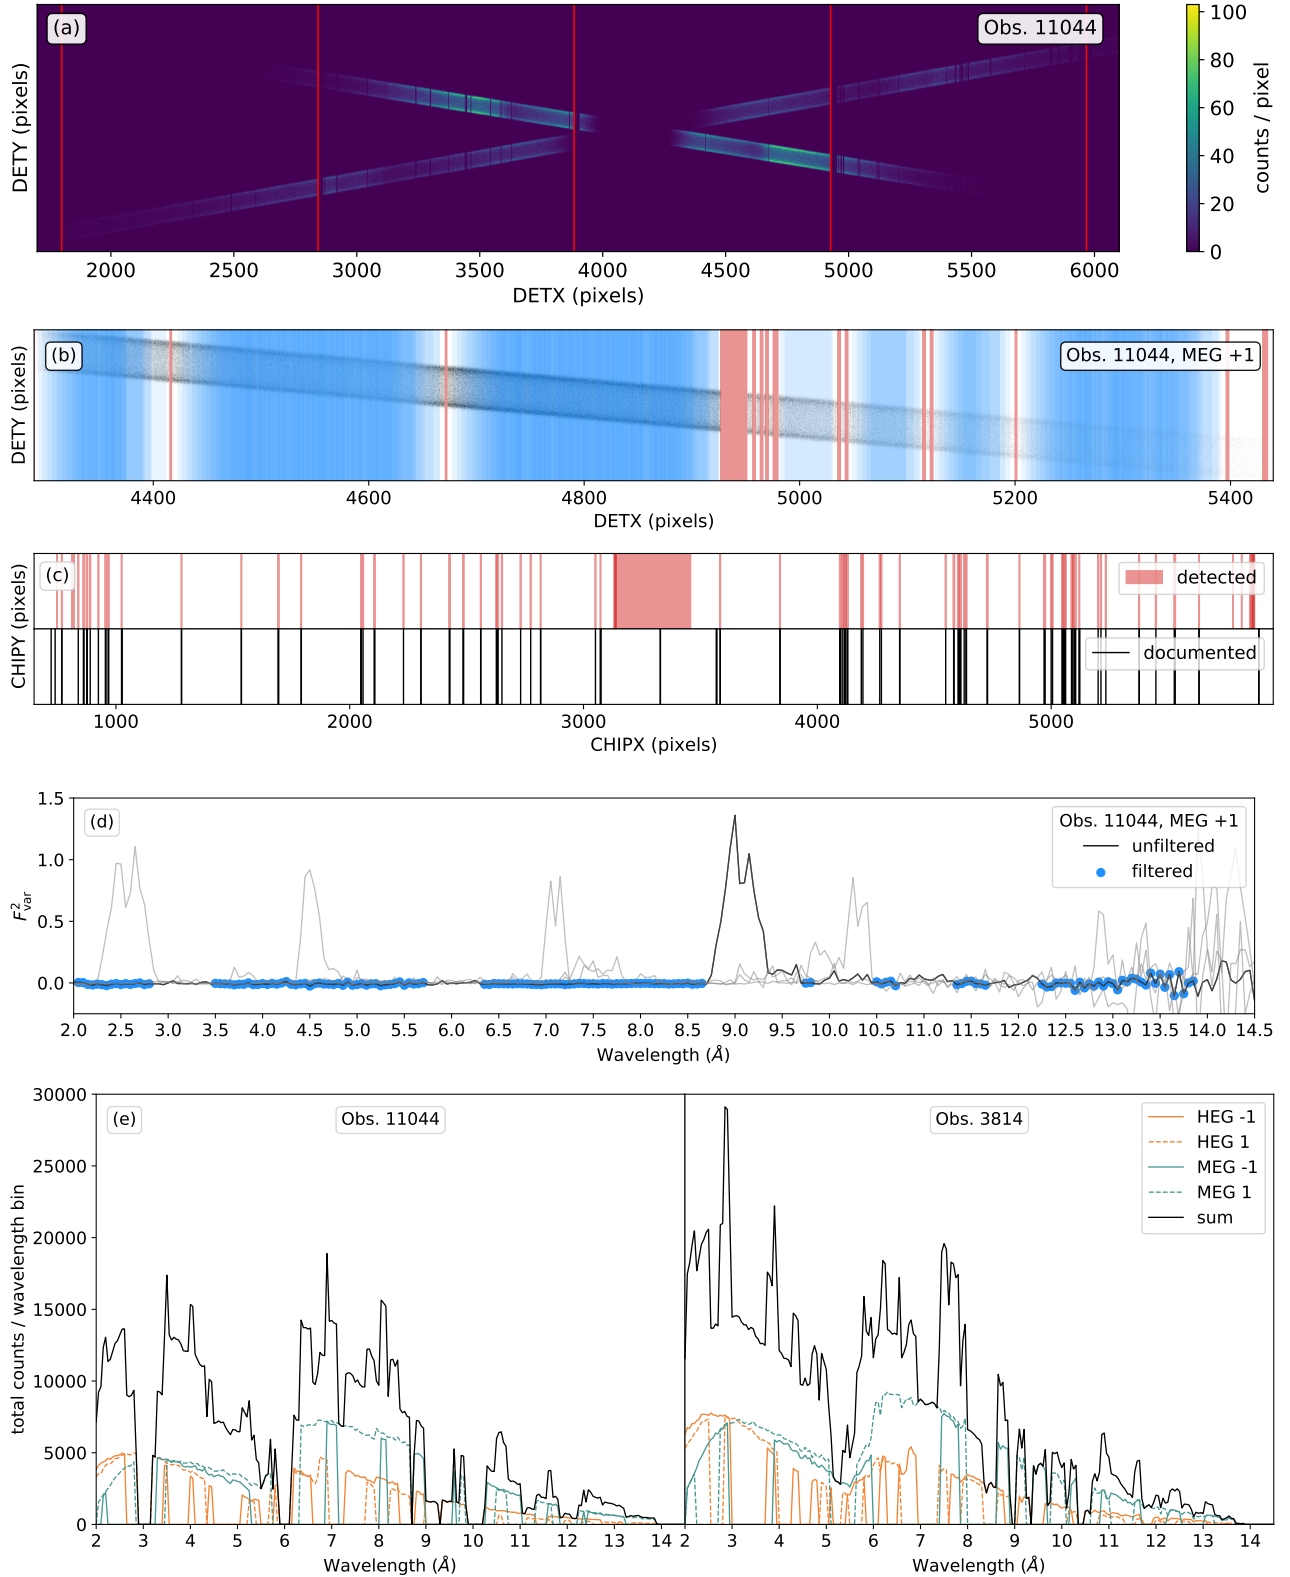 (a)
Obs. 11044
DETY (pixels)
2000 2500 3000 3500 4000 4500 5000 5500 6000
DETX (pixels)
100
80
60
40
20
0
counts / pixel
(b)
Obs. 11044, MEG +1
DETY (pixels)
4400 4600 4800 5000 5200 5400
DETX (pixels)
(c)
detected
documented
CHIPY (pixels)
1000 2000 3000 4000 5000
CHIPX (pixels)
(d)
Obs. 11044, MEG +1
unfiltered
filtered
1.5
1.0
0.5
0.0
F²var
2.0 2.5 3.0 3.5 4.0 4.5 5.0 5.5 6.0 6.5 7.0 7.5 8.0 8.5 9.0 9.5 10.0 10.5 11.0 11.5 12.0 12.5 13.0 13.5 14.0 14.5
Wavelength (Å)
(e)
Obs. 11044
Obs. 3814
HEG -1
HEG 1
MEG -1
MEG 1
sum
30000
25000
20000
15000
10000
5000
0
total counts / wavelength bin
2 3 4 5 6 7 8 9 10 11 12 13 14
2 3 4 5 6 7 8 9 10 11 12 13 14
Wavelength (Å)
Wavelength (Å)